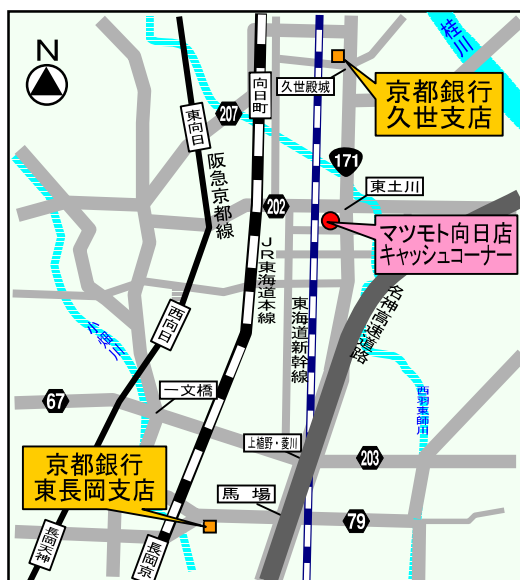 N
桂川
京都銀行
久世支店
久世殿城
向日町
東向日
207
阪急京都線
171
東土川
202
マツモト向日店
キャッシュコーナー
JR東海道本線
東海道新幹線
名神高速道路
西向日
小畑川
一文橋
67
西羽束師川
上植野・菱川
203
京都銀行
東長岡支店
馬場
79
長岡天神
長岡京